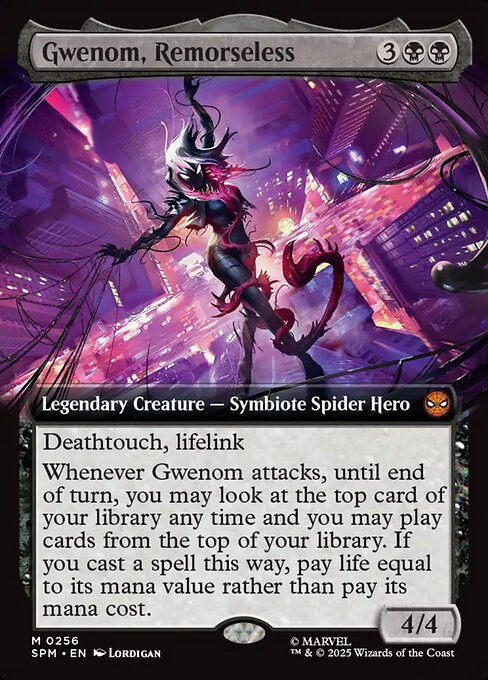 Gwenom, Remorseless 3
Legendary Creature — Symbiote Spider Hero
Deathtouch, lifelink
Whenever Gwenom attacks, until end
of turn, you may look at the top card of
your library any time and you may play
cards from the top of your library. If
you cast a spell this way, pay life equal
to its mana value rather than pay its
mana cost.
4/4
M 0256
SPM • EN LORDIGAN
© MARVEL
™ & © 2025 Wizards of the Coast